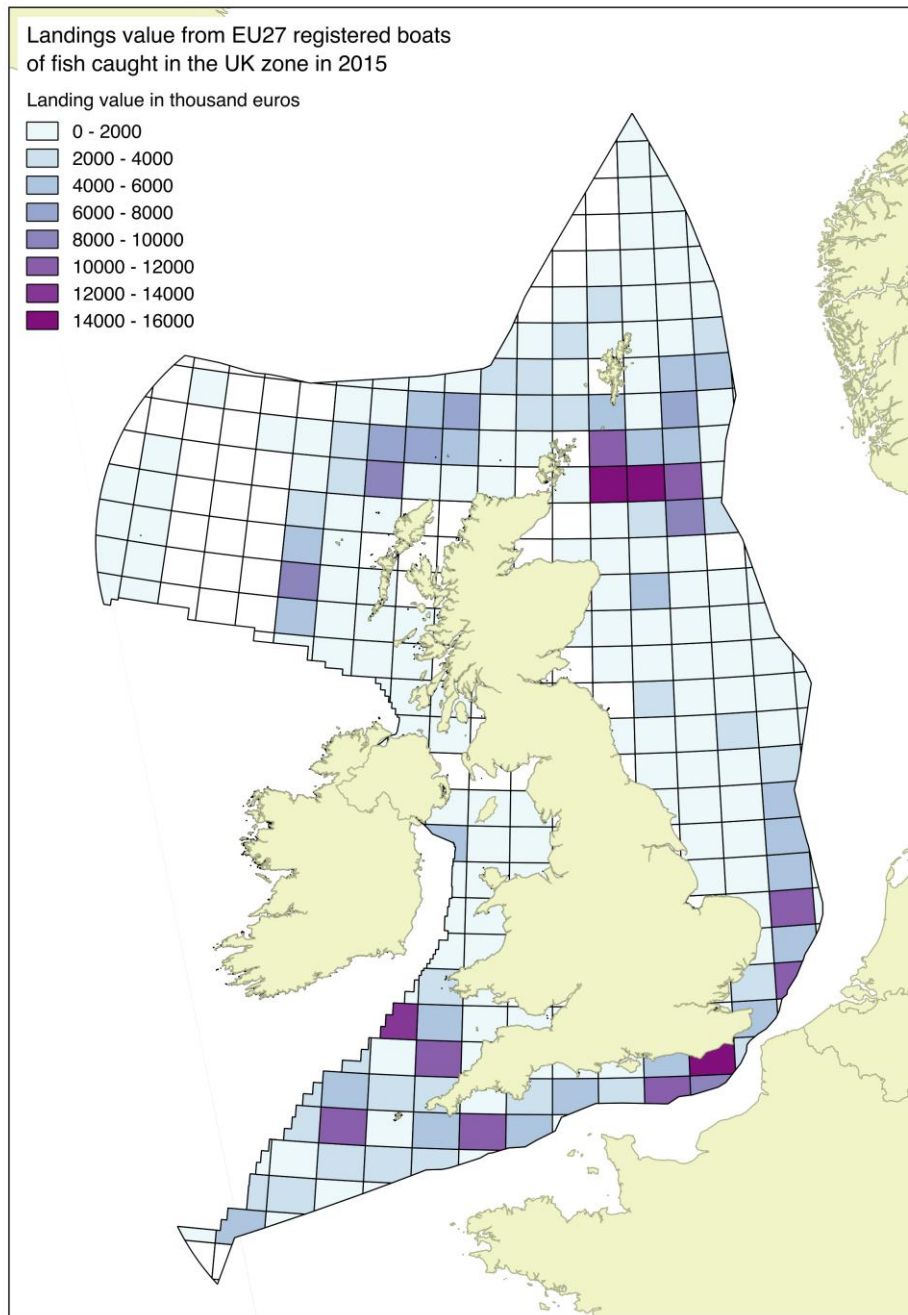 Landings value from EU27 registered boats
of fish caught in the UK zone in 2015
Landing value in thousand euros
0 - 2000
2000 - 4000
4000 - 6000
6000 - 8000
8000 - 10000
10000 - 12000
12000 - 14000
14000 - 16000